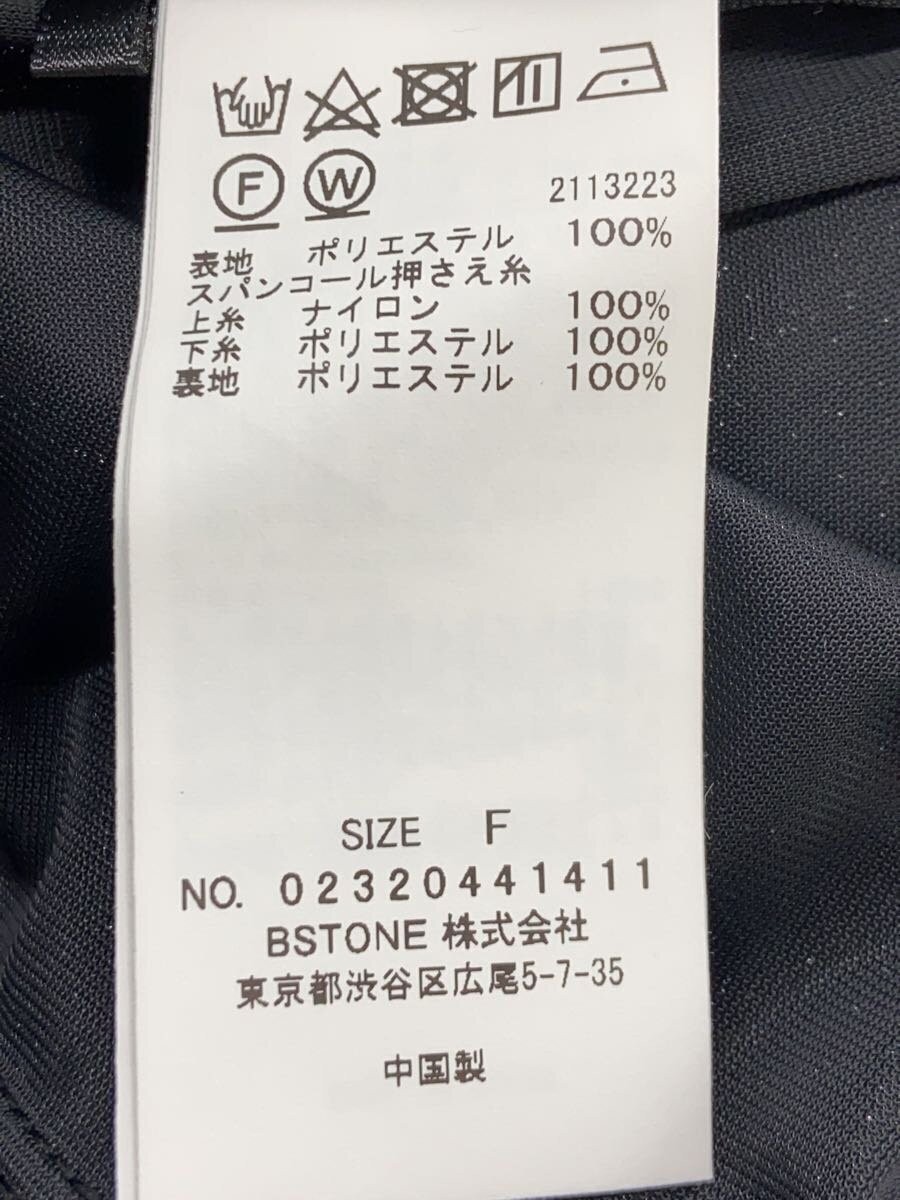 F W 2113223
表地 ポリエステル 100%
スパンコール押さえ糸
上糸 ナイロン 100%
下糸 ポリエステル 100%
裏地 ポリエステル 100%
SIZE F
NO. 02320441411
BSTONE 株式会社
東京都渋谷区広尾5-7-35
中国製